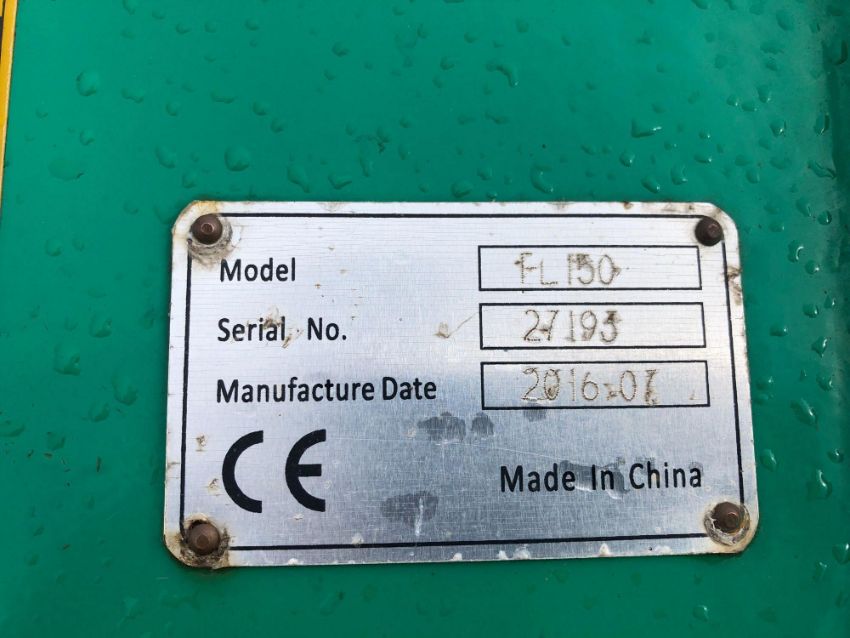 Model FL150
Serial No. 27193
Manufacture Date 2016.07
CE
Made In China